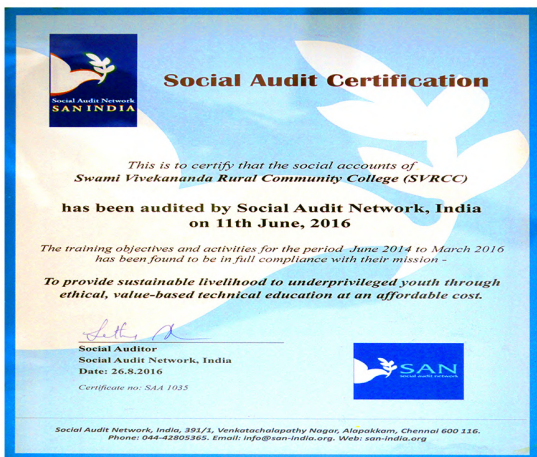 Social Audit Network
SAN INDIA
Social Audit Certification
This is to certify that the social accounts of
Swami Vivekananda Rural Community College (SVRCC)
has been audited by Social Audit Network, India
on 11th June, 2016
The training objectives and activities for the period June 2014 to March 2016
has been found to be in full compliance with their mission -
To provide sustainable livelihood to underprivileged youth through
ethical, value-based technical education at an affordable cost.
Social Auditor
Social Audit Network, India
Date: 26.8.2016
Certificate no: SAA 1035
SAN
social audit network
Social Audit Network, India, 391/1, Venkatachalapathy Nagar, Alapakkam, Chennai 600 116.
Phone: 044-42805365. Email: info@san-india.org. Web: san-india.org